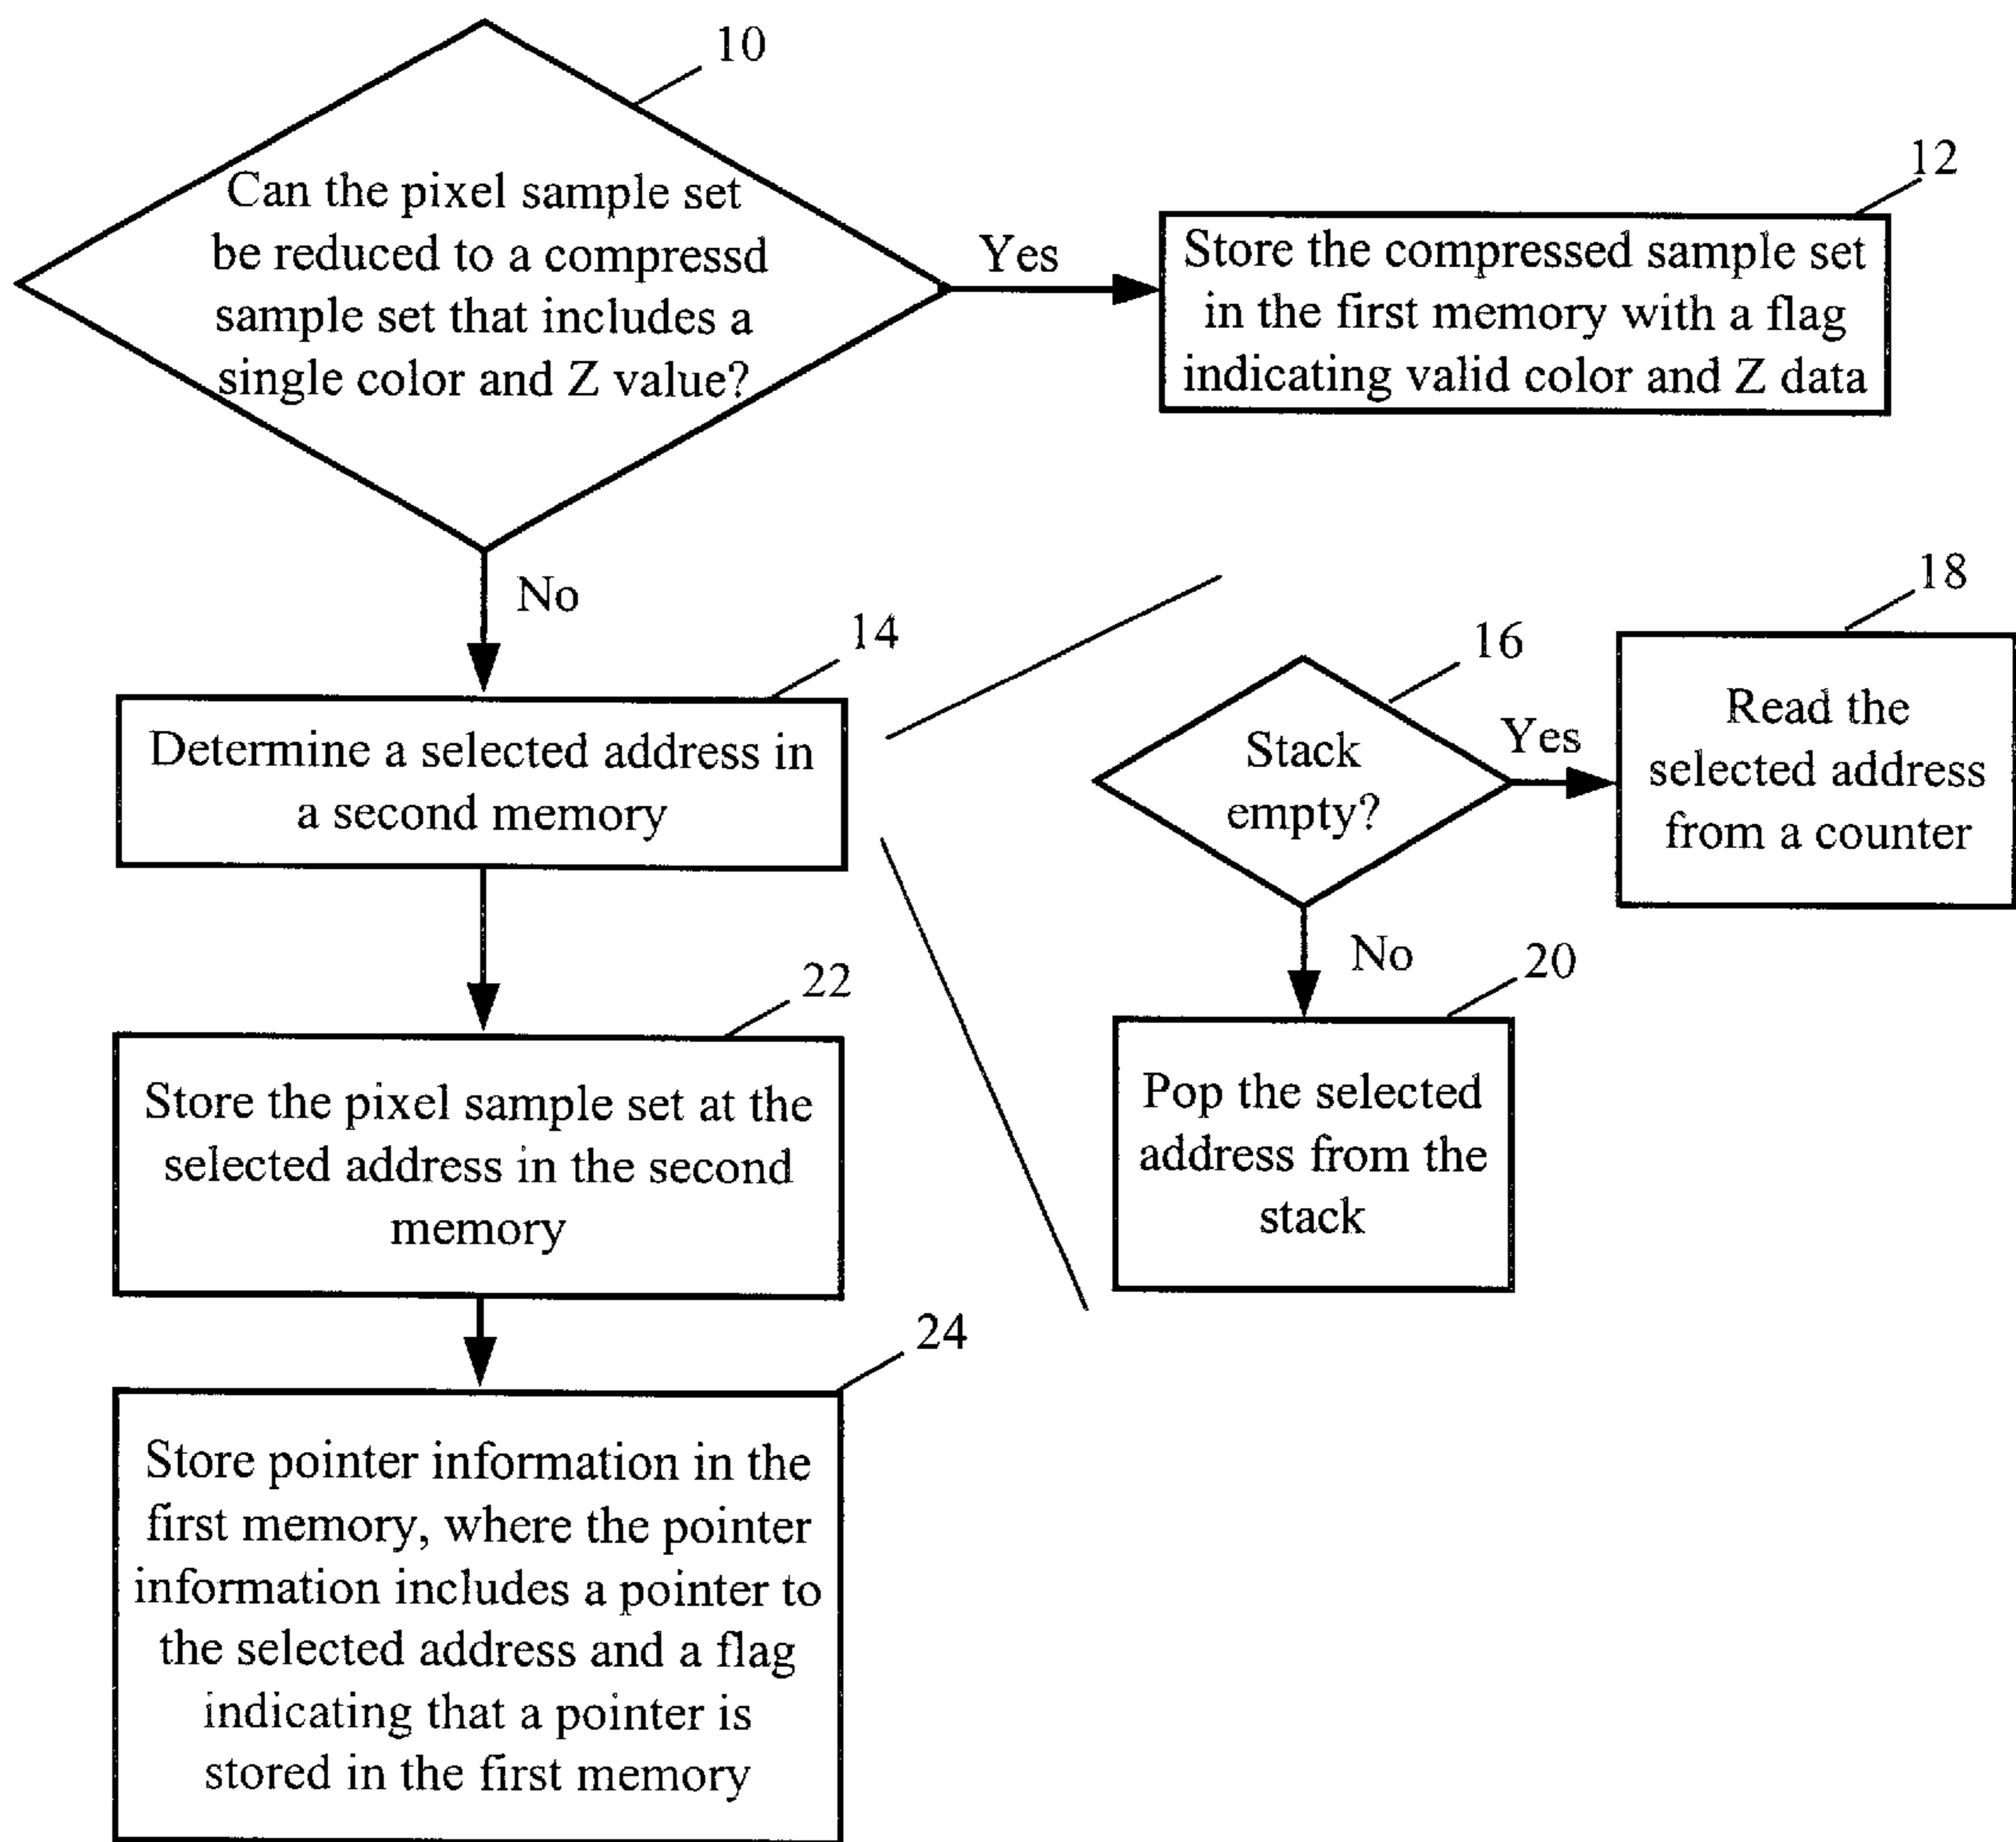 10
Can the pixel sample set
be reduced to a compressd
sample set that includes a
single color and Z value?
Yes
12
Store the compressed sample set
in the first memory with a flag
indicating valid color and Z data
No
14
Determine a selected address in
a second memory
16
Stack
empty?
Yes
18
Read the
selected address
from a counter
No
20
Pop the selected
address from the
stack
22
Store the pixel sample set at the
selected address in the second
memory
24
Store pointer information in the
first memory, where the pointer
information includes a pointer to
the selected address and a flag
indicating that a pointer is
stored in the first memory